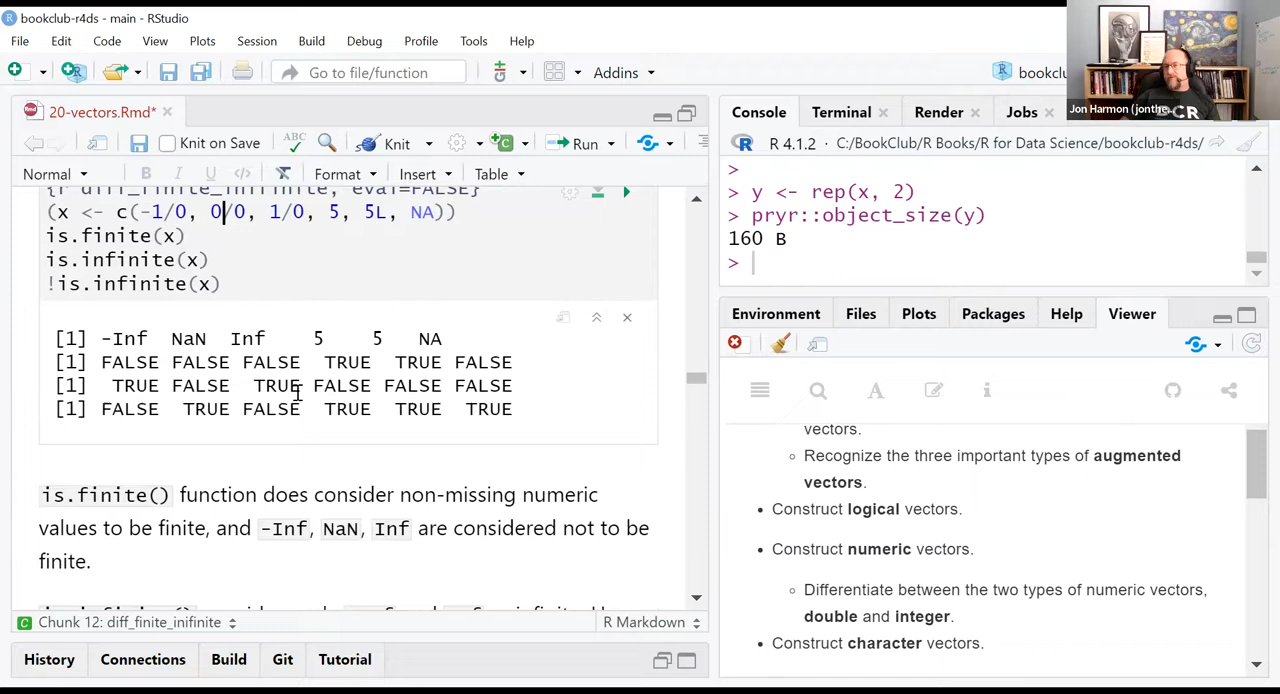 bookclub-r4ds - main - RStudio
File Edit Code View Plots Session Build Debug Profile Tools Help
Go to file/function
Addins
Jon Harmon (jonthe...
CR
20-vectors.Rmd*
Knit on Save
ABC
Knit
Run
Normal
B I U </>
Format
Insert
Table
{r diff_finite_inifinite, eval=FALSE}
(x <- c(-1/0, 0/0, 1/0, 5, 5L, NA))
is.finite(x)
is.infinite(x)
!is.infinite(x)
[1] -Inf NaN Inf 5 5 NA
[1] FALSE FALSE FALSE TRUE TRUE FALSE
[1] TRUE FALSE TRUE FALSE FALSE FALSE
[1] FALSE TRUE FALSE TRUE TRUE TRUE
is.finite() function does consider non-missing numeric
values to be finite, and -Inf, NaN, Inf are considered not to be
finite.
Chunk 12: diff_finite_inifinite
R Markdown
History Connections Build Git Tutorial
Console Terminal Render Jobs
R 4.1.2 · C:/BookClub/R Books/R for Data Science/bookclub-r4ds/
>
> y <- rep(x, 2)
> pryr::object_size(y)
160 B
>
Environment Files Plots Packages Help Viewer
vectors.
Recognize the three important types of augmented
vectors.
Construct logical vectors.
Construct numeric vectors.
Differentiate between the two types of numeric vectors,
double and integer.
Construct character vectors.